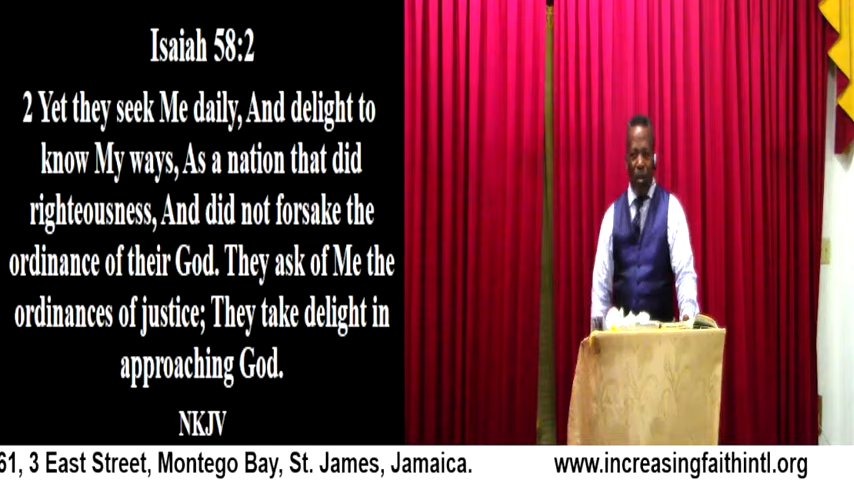 Isaiah 58:2
2 Yet they seek Me daily, And delight to
know My ways, As a nation that did
righteousness, And did not forsake the
ordinance of their God. They ask of Me the
ordinances of justice; They take delight in
approaching God.
NKJV
61, 3 East Street, Montego Bay, St. James, Jamaica. www.increasingfaithintl.org